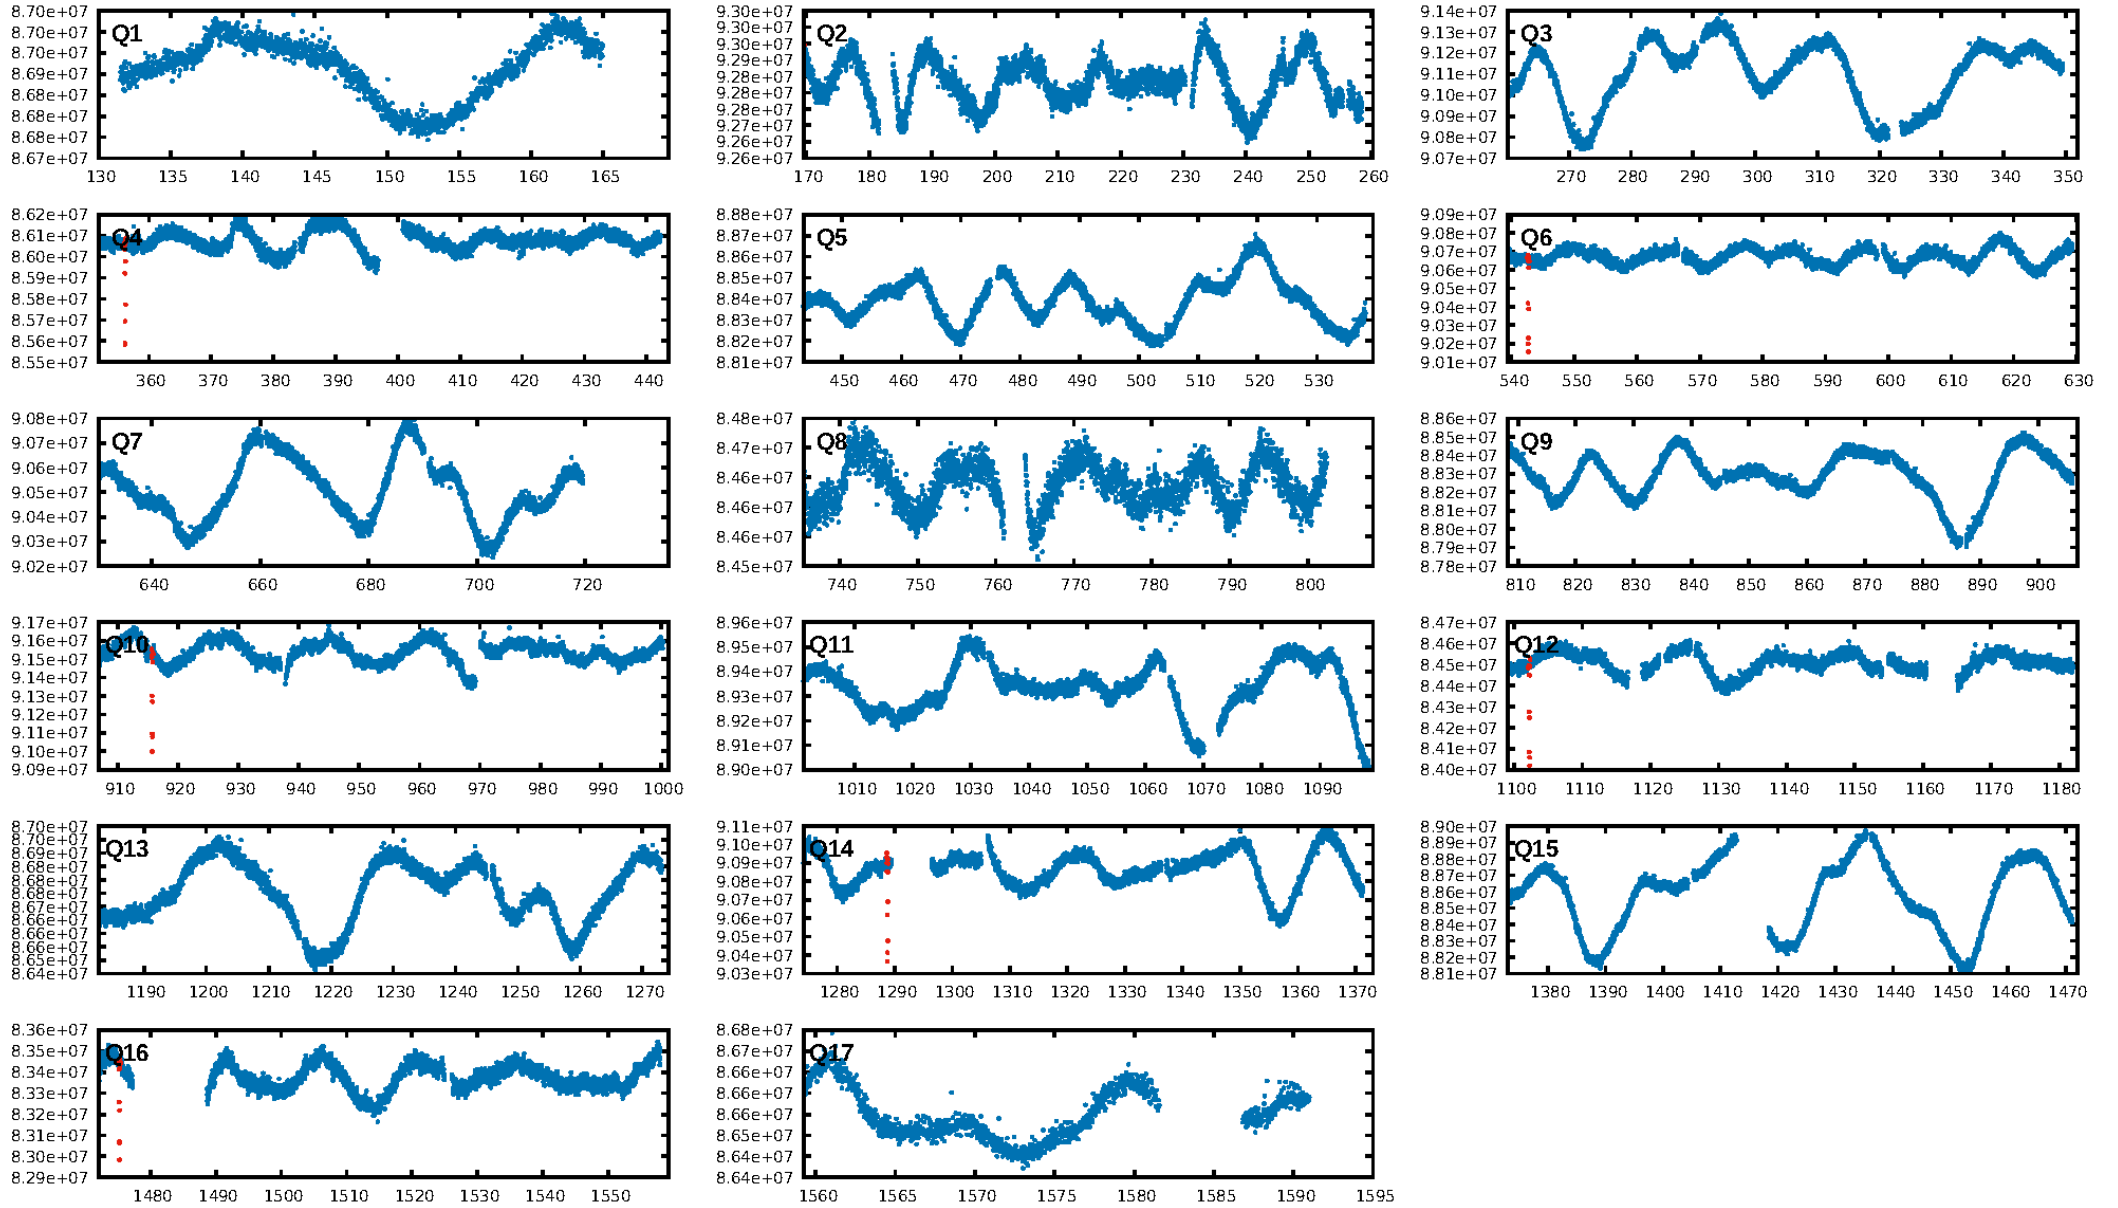 8.70e+07
8.70e+07
8.70e+07
8.69e+07
8.68e+07
8.68e+07
8.68e+07
8.67e+07
Q1
130 135 140 145 150 155 160 165
9.30e+07
9.30e+07
9.30e+07
9.29e+07
9.28e+07
9.28e+07
9.28e+07
9.27e+07
9.26e+07
9.26e+07
Q2
170 180 190 200 210 220 230 240 250 260
9.14e+07
9.13e+07
9.12e+07
9.11e+07
9.10e+07
9.09e+07
9.08e+07
9.07e+07
Q3
270 280 290 300 310 320 330 340 350
8.62e+07
8.61e+07
8.60e+07
8.59e+07
8.58e+07
8.57e+07
8.56e+07
8.55e+07
Q4
360 370 380 390 400 410 420 430 440
8.88e+07
8.87e+07
8.86e+07
8.85e+07
8.84e+07
8.83e+07
8.82e+07
8.81e+07
Q5
450 460 470 480 490 500 510 520 530
9.09e+07
9.08e+07
9.07e+07
9.06e+07
9.05e+07
9.04e+07
9.03e+07
9.02e+07
9.01e+07
Q6
540 550 560 570 580 590 600 610 620 630
9.08e+07
9.07e+07
9.06e+07
9.05e+07
9.04e+07
9.03e+07
9.02e+07
Q7
640 660 680 700 720
8.48e+07
8.47e+07
8.46e+07
8.46e+07
8.46e+07
8.45e+07
Q8
740 750 760 770 780 790 800
8.86e+07
8.85e+07
8.84e+07
8.83e+07
8.82e+07
8.81e+07
8.80e+07
8.79e+07
8.78e+07
Q9
810 820 830 840 850 860 870 880 890 900
9.17e+07
9.16e+07
9.15e+07
9.14e+07
9.13e+07
9.12e+07
9.11e+07
9.10e+07
9.09e+07
Q10
910 920 930 940 950 960 970 980 990 1000
8.96e+07
8.95e+07
8.94e+07
8.93e+07
8.92e+07
8.91e+07
8.90e+07
Q11
1010 1020 1030 1040 1050 1060 1070 1080 1090
8.47e+07
8.46e+07
8.45e+07
8.44e+07
8.43e+07
8.42e+07
8.41e+07
8.40e+07
Q12
1100 1110 1120 1130 1140 1150 1160 1170 1180
8.70e+07
8.70e+07
8.69e+07
8.69e+07
8.68e+07
8.68e+07
8.67e+07
8.66e+07
8.66e+07
8.66e+07
8.65e+07
8.64e+07
Q13
1190 1200 1210 1220 1230 1240 1250 1260 1270
9.11e+07
9.10e+07
9.09e+07
9.08e+07
9.07e+07
9.06e+07
9.05e+07
9.04e+07
9.03e+07
Q14
1280 1290 1300 1310 1320 1330 1340 1350 1360 1370
8.90e+07
8.89e+07
8.88e+07
8.87e+07
8.86e+07
8.85e+07
8.84e+07
8.83e+07
8.82e+07
8.81e+07
Q15
1380 1390 1400 1410 1420 1430 1440 1450 1460 1470
8.36e+07
8.35e+07
8.34e+07
8.33e+07
8.32e+07
8.31e+07
8.30e+07
8.29e+07
Q16
1480 1490 1500 1510 1520 1530 1540 1550
8.68e+07
8.67e+07
8.66e+07
8.66e+07
8.66e+07
8.65e+07
8.64e+07
8.64e+07
Q17
1560 1565 1570 1575 1580 1585 1590 1595